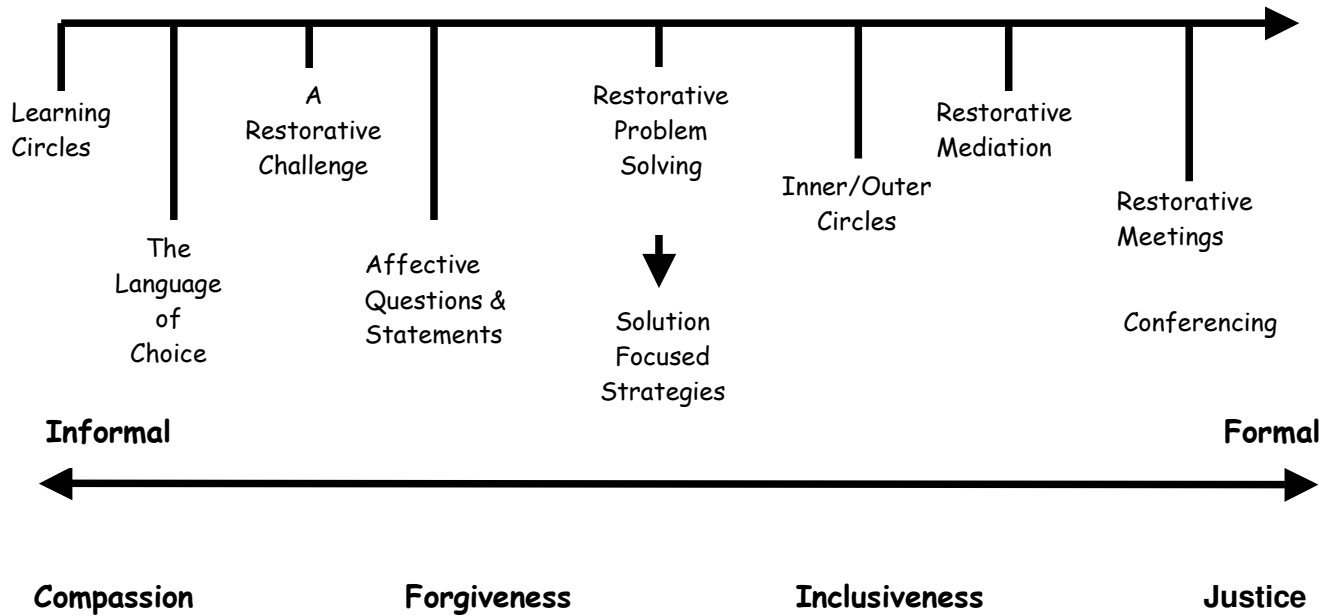 Learning
Circles
The
Language
of
Choice
A
Restorative
Challenge
Affective
Questions &
Statements
Restorative
Problem
Solving
Solution
Focused
Strategies
Inner/Outer
Circles
Restorative
Mediation
Restorative
Meetings
Conferencing
Informal
Formal
Compassion
Forgiveness
Inclusiveness
Justice